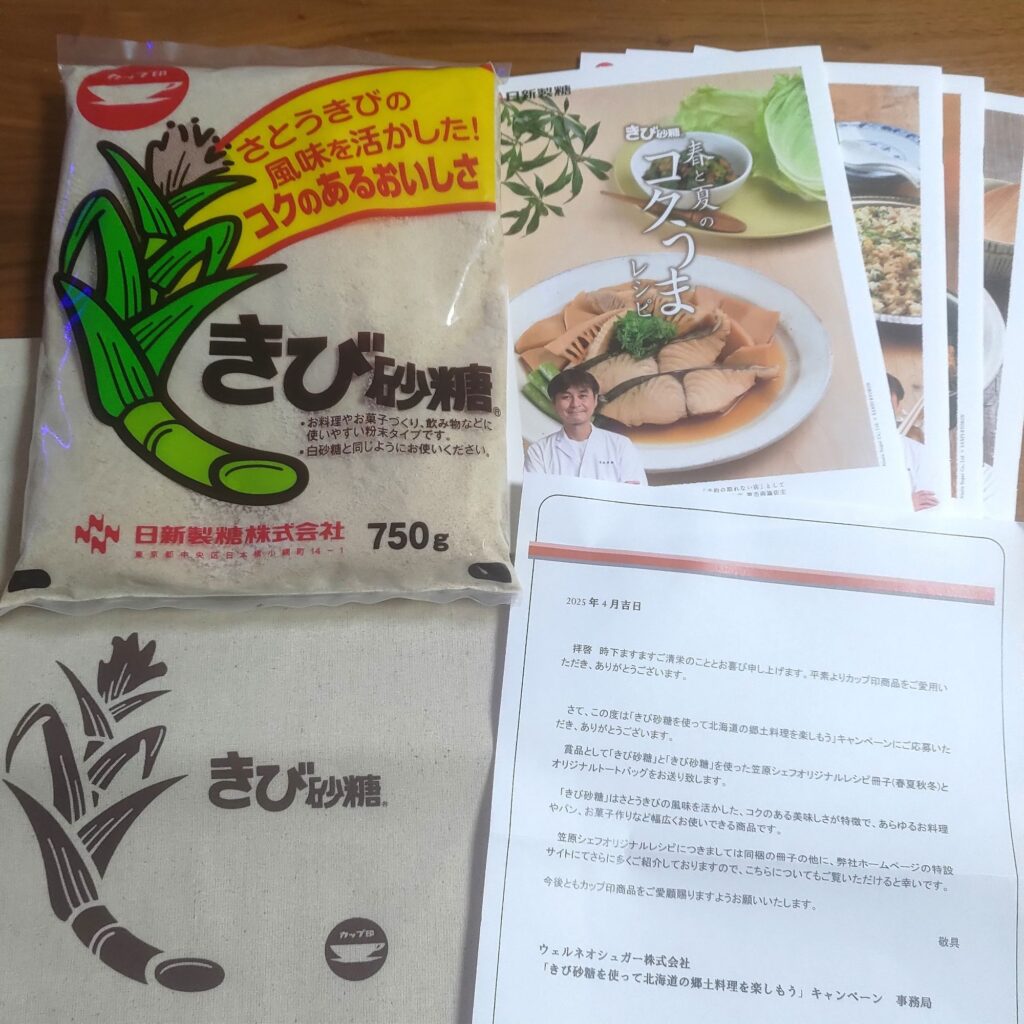 カップ印
さとうきびの
風味を活かした!
コクのあるおいしさ
きび砂糖®
・お料理やお菓子づくり、飲み物などに
使いやすい粉末タイプです。
・白砂糖と同じようにお使いください。
日新製糖株式会社
東京都中央区日本橋小網町14-1
750g
日新製糖
きび砂糖
春と夏の
コクうま
レシピ
きび砂糖®
カップ印
2025年4月吉日
拝啓 時下ますますご清栄のこととお喜び申し上げます。平素よりカップ印商品をご愛用い
ただき、ありがとうございます。
さて、この度は「きび砂糖を使って北海道の郷土料理を楽しもう」キャンペーンにご応募いた
だき、ありがとうございます。
賞品として「きび砂糖」と「きび砂糖」を使った笠原シェフオリジナルレシピ冊子(春夏秋冬)と
オリジナルトートバッグをお送り致します。
「きび砂糖」はさとうきびの風味を活かした、コクのある美味しさが特徴で、あらゆるお料理
やパン、お菓子作りなど幅広くお使いできる商品です。
笠原シェフオリジナルレシピにつきましては同梱の冊子の他に、弊社ホームページの特設
サイトにてさらに多くご紹介しておりますので、こちらについてもご覧いただけると幸いです。
今後ともカップ印商品をご愛顧賜りますようお願いいたします。
敬具
ウェルネオシュガー株式会社
「きび砂糖を使って北海道の郷土料理を楽しもう」キャンペーン 事務局